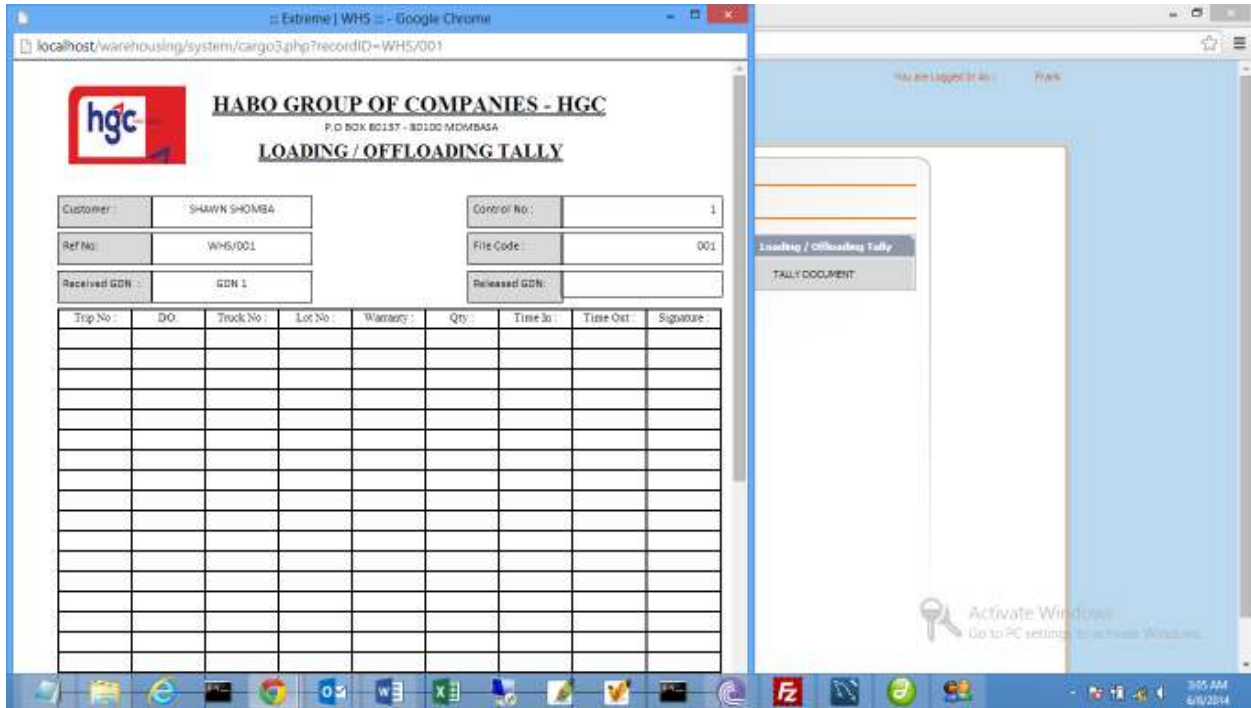 ::: Extreme | WHS ::: - Google Chrome
localhost/warehousing/system/cargo3.php?recordID=WHS/001
You are Logged In As : Frank
hgc
HABO GROUP OF COMPANIES - HGC
P.O BOX 80137 - 80100 MOMBASA
LOADING / OFFLOADING TALLY
Customer : SHAWN SHOMBA Control No : 1
Ref No: WHS/001 File Code : 001
Received GDN : GDN 1 Released GDN:
Trip No : DO: Truck No : Lot No : Warranty : Qty : Time In : Time Out : Signature :
Loading / Offloading Tally
TALLY DOCUMENT
Activate Windows
Go to PC settings to activate Windows.
3:05 AM
6/8/2014